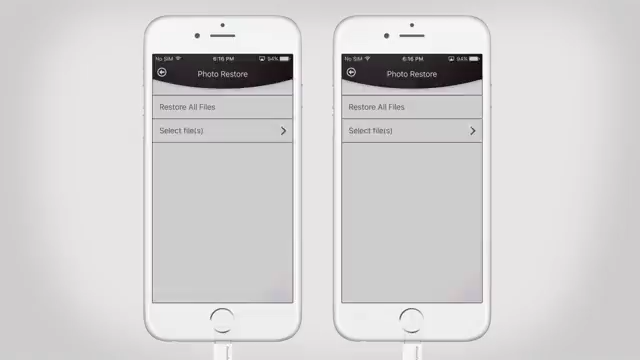 No SIM 6:16 PM 94%
Photo Restore
Restore All Files
Select file(s)
No SIM 6:16 PM 94%
Photo Restore
Restore All Files
Select file(s)